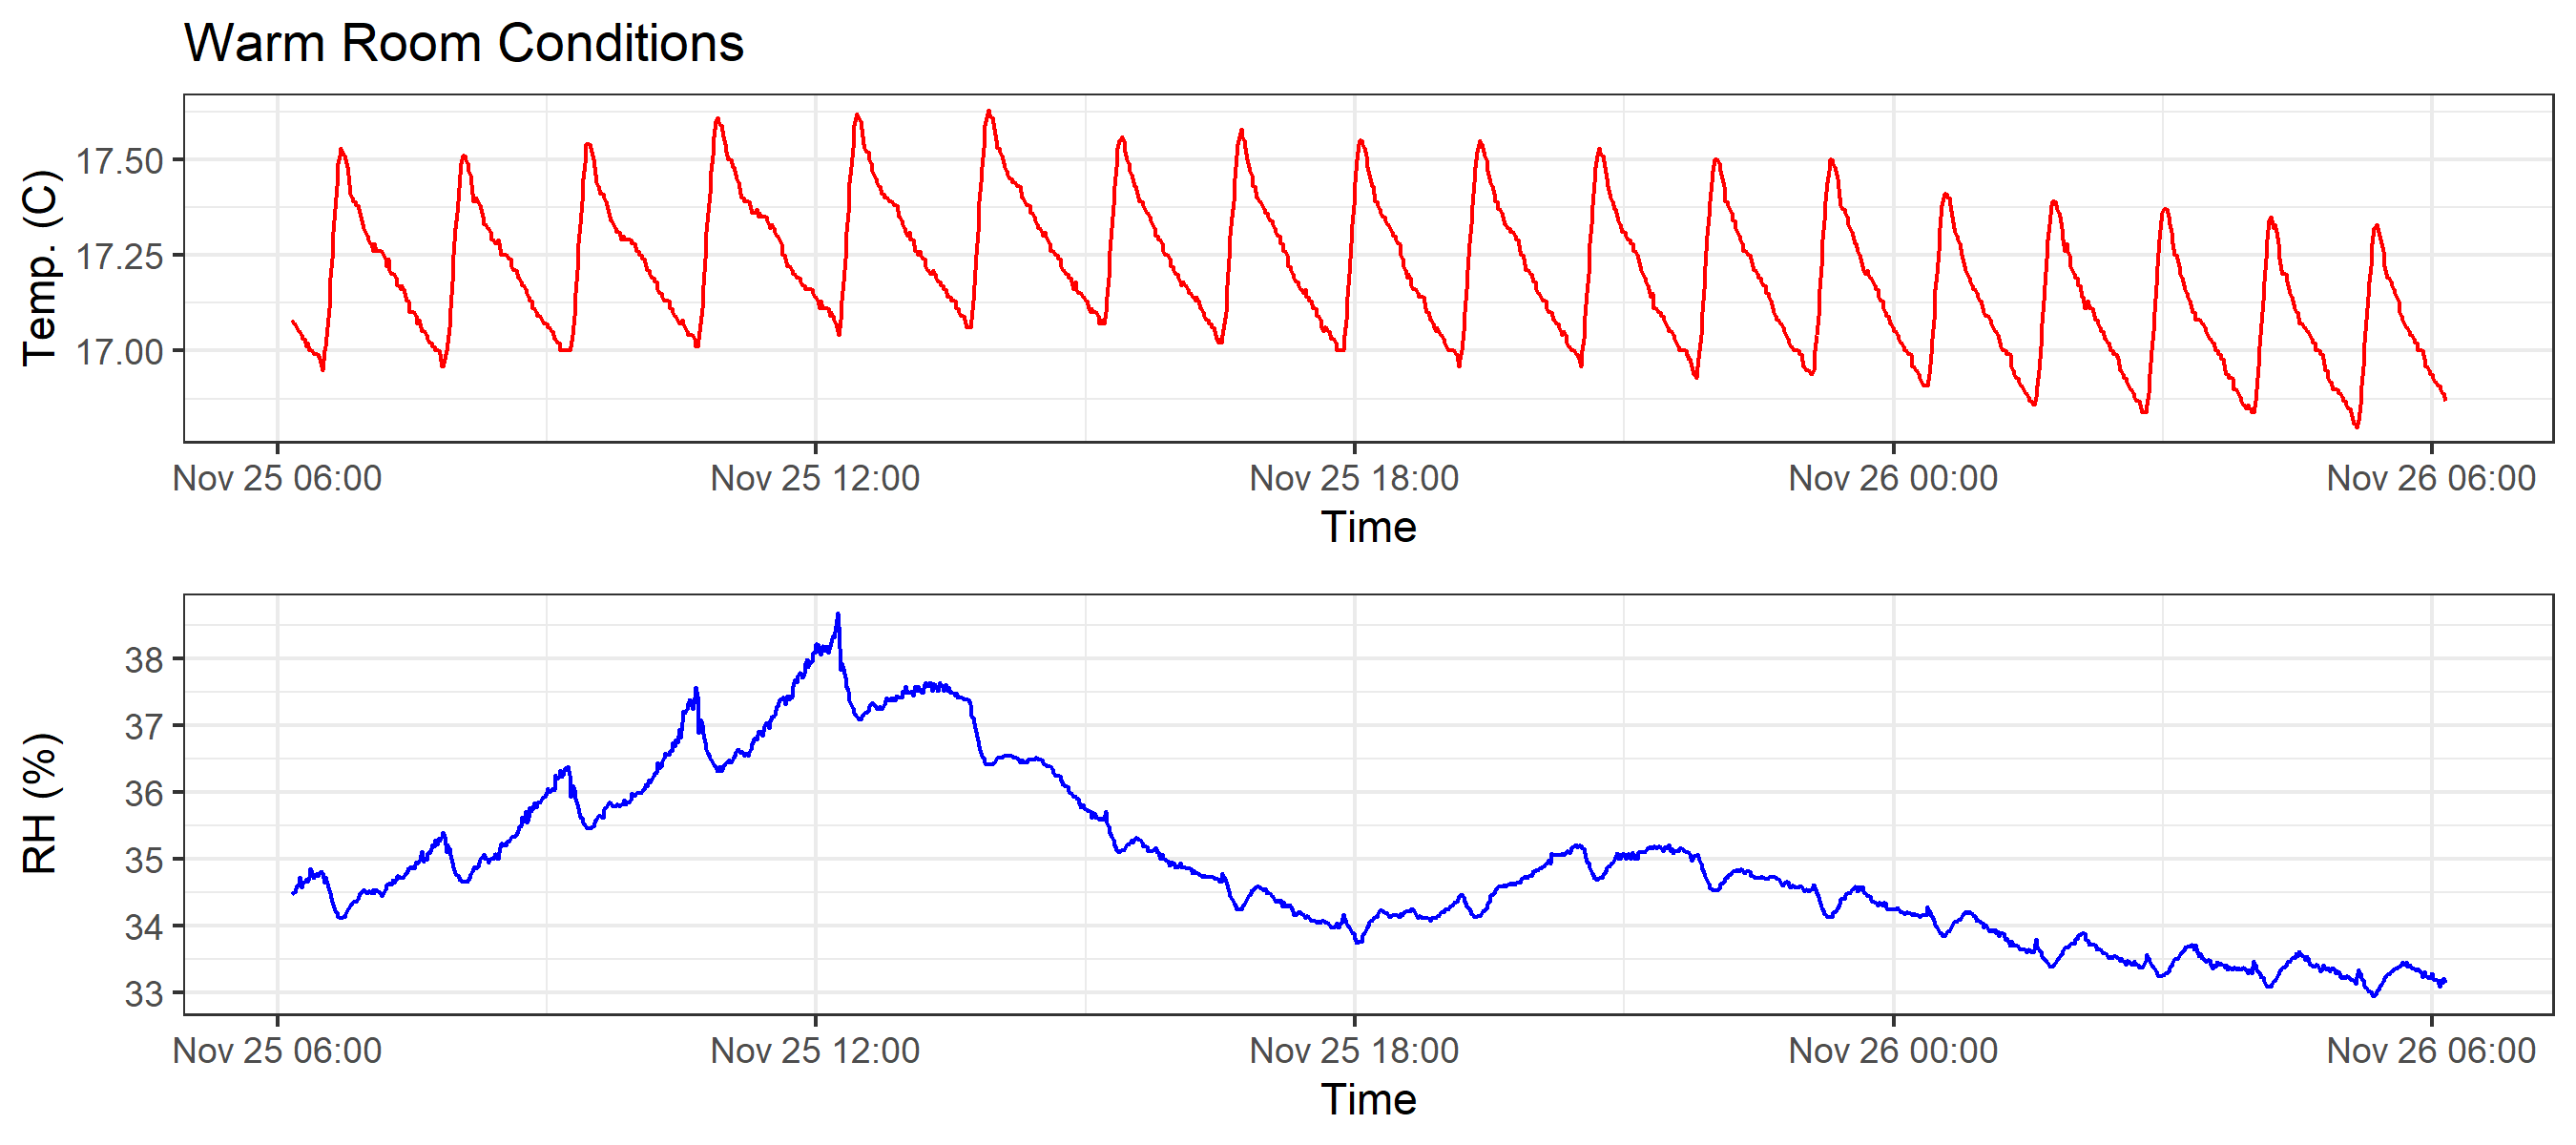 Warm Room Conditions
Temp. (C)
17.50
17.25
17.00
Nov 25 06:00 Nov 25 12:00 Nov 25 18:00 Nov 26 00:00 Nov 26 06:00
Time
RH (%)
38
37
36
35
34
33
Nov 25 06:00 Nov 25 12:00 Nov 25 18:00 Nov 26 00:00 Nov 26 06:00
Time